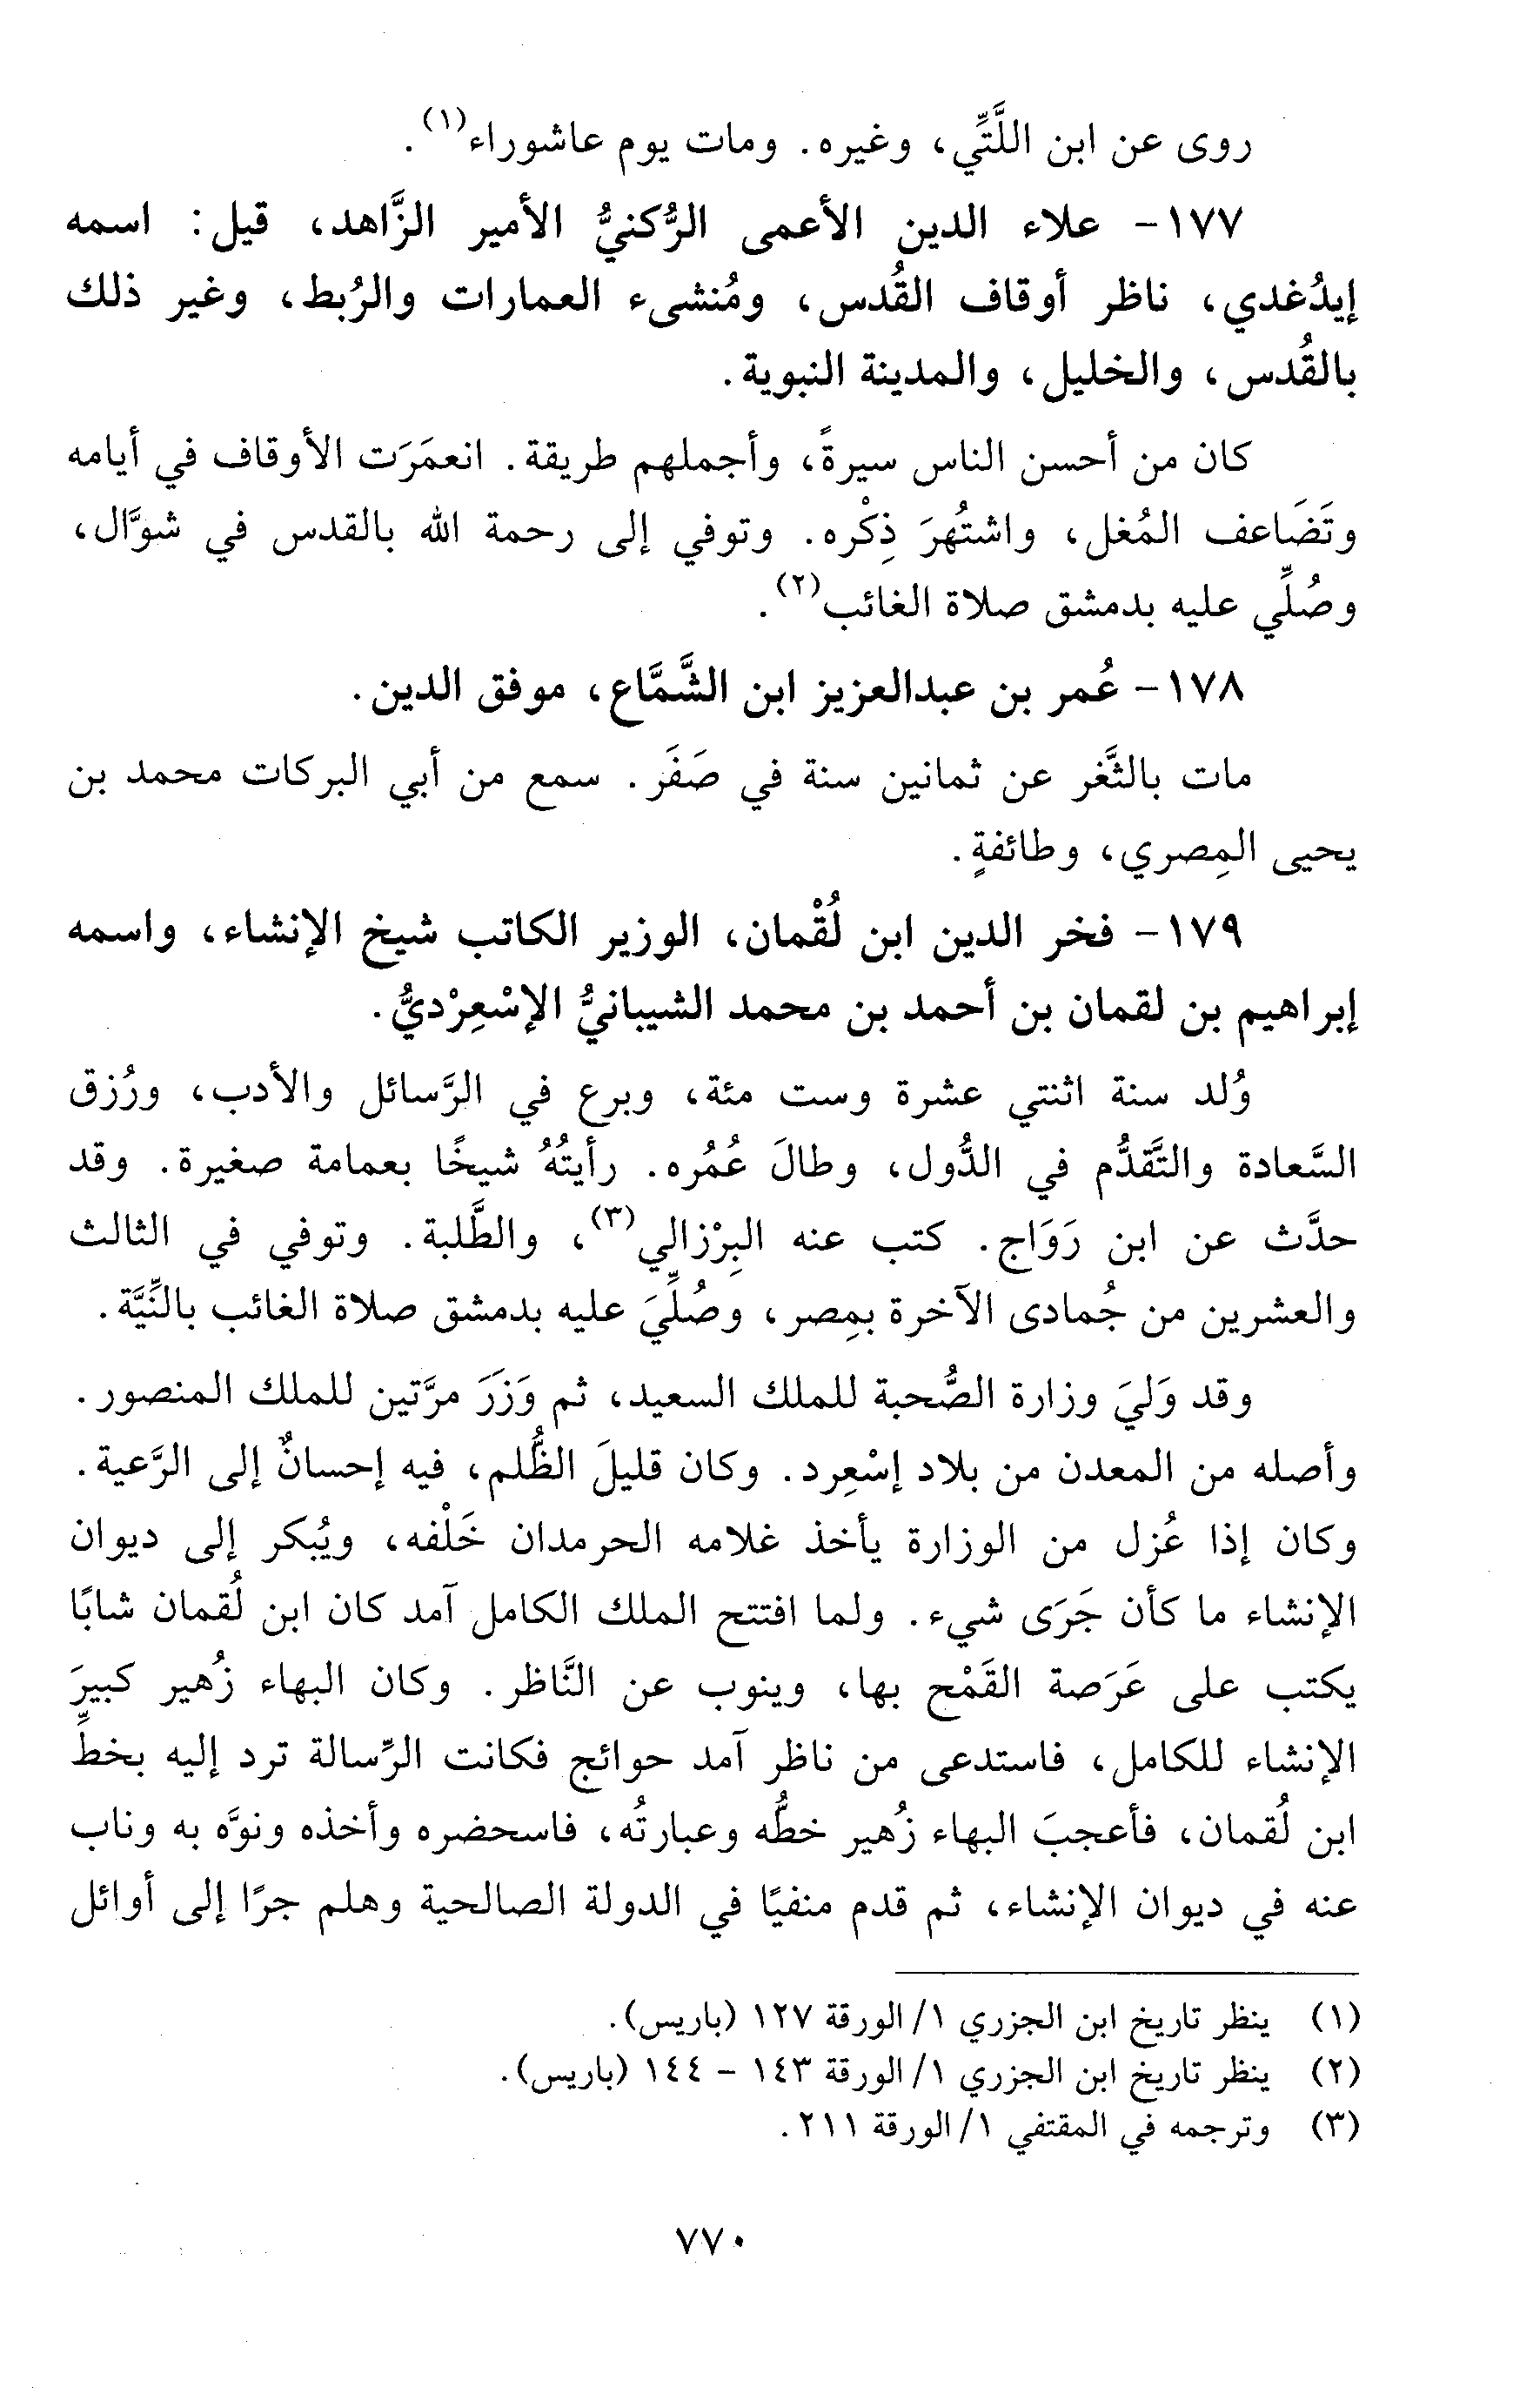 روى عن ابن اللَّتِّي، وغيره. ومات يوم عاشوراء(١).
١٧٧- علاء الدين الأعمى الرُّكنيُّ الأمير الزَّاهد، قيل: اسمه
إيدُغدي، ناظر أوقاف القُدس، ومُنشىء العمارات والرُبط، وغير ذلك
بالقُدس، والخليل، والمدينة النبوية.
كان من أحسن الناس سيرةً، وأجملهم طريقة. انعمَرَت الأوقاف في أيامه
وتَضَاعف المُغل، واشتُهرَ ذِكْره. وتوفي إلى رحمة الله بالقدس في شوَّال،
وصُلِّي عليه بدمشق صلاة الغائب(٢).
١٧٨- عُمر بن عبدالعزيز ابن الشَّمَّاع، موفق الدين.
مات بالثَّغر عن ثمانين سنة في صَفَر. سمع من أبي البركات محمد بن
يحيى المِصري، وطائفةٍ.
١٧٩- فخر الدين ابن لُقْمان، الوزير الكاتب شيخ الإنشاء، واسمه
إبراهيم بن لقمان بن أحمد بن محمد الشيبانيُّ الإسْعِرْديُّ.
وُلد سنة اثنتي عشرة وست مئة، وبرع في الرَّسائل والأدب، ورُزق
السَّعادة والتَّقدُّم في الدُّول، وطالَ عُمُره. رأيتُهُ شيخًا بعمامة صغيرة. وقد
حدَّث عن ابن رَوَاج. كتب عنه البِرْزالي(٣)، والطَّلبة. وتوفي في الثالث
والعشرين من جُمادى الآخرة بمِصر، وصُلِّيَ عليه بدمشق صلاة الغائب بالنِّيَّة.
وقد وَليَ وزارة الصُّحبة للملك السعيد، ثم وَزَرَ مرَّتين للملك المنصور.
وأصله من المعدن من بلاد إسْعِرد. وكان قليلَ الظُّلم، فيه إحسانٌ إلى الرَّعية.
وكان إذا عُزل من الوزارة يأخذ غلامه الحرمدان خَلْفه، ويُبكر إلى ديوان
الإنشاء ما كأن جَرَى شيء. ولما افتتح الملك الكامل آمد كان ابن لُقمان شابًا
يكتب على عَرَصة القَمْح بها، وينوب عن النَّاظر. وكان البهاء زُهير كبيرَ
الإنشاء للكامل، فاستدعى من ناظر آمد حوائج فكانت الرِّسالة ترد إليه بخطِّ
ابن لُقمان، فأعجبَ البهاء زُهير خطُّه وعبارتُه، فاسحضره وأخذه ونوَّه به وناب
عنه في ديوان الإنشاء، ثم قدم منفيًا في الدولة الصالحية وهلم جرًا إلى أوائل
(١) ينظر تاريخ ابن الجزري ١/ الورقة ١٢٧ (باريس).
(٢) ينظر تاريخ ابن الجزري ١/ الورقة ١٤٣ - ١٤٤ (باريس).
(٣) وترجمه في المقتفي ١/ الورقة ٢١١.
٧٧٠